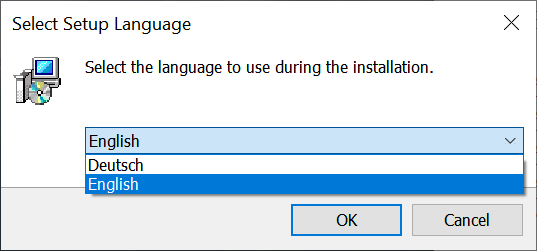 Select Setup Language
Select the language to use during the installation.
English
Deutsch
English
OK
Cancel